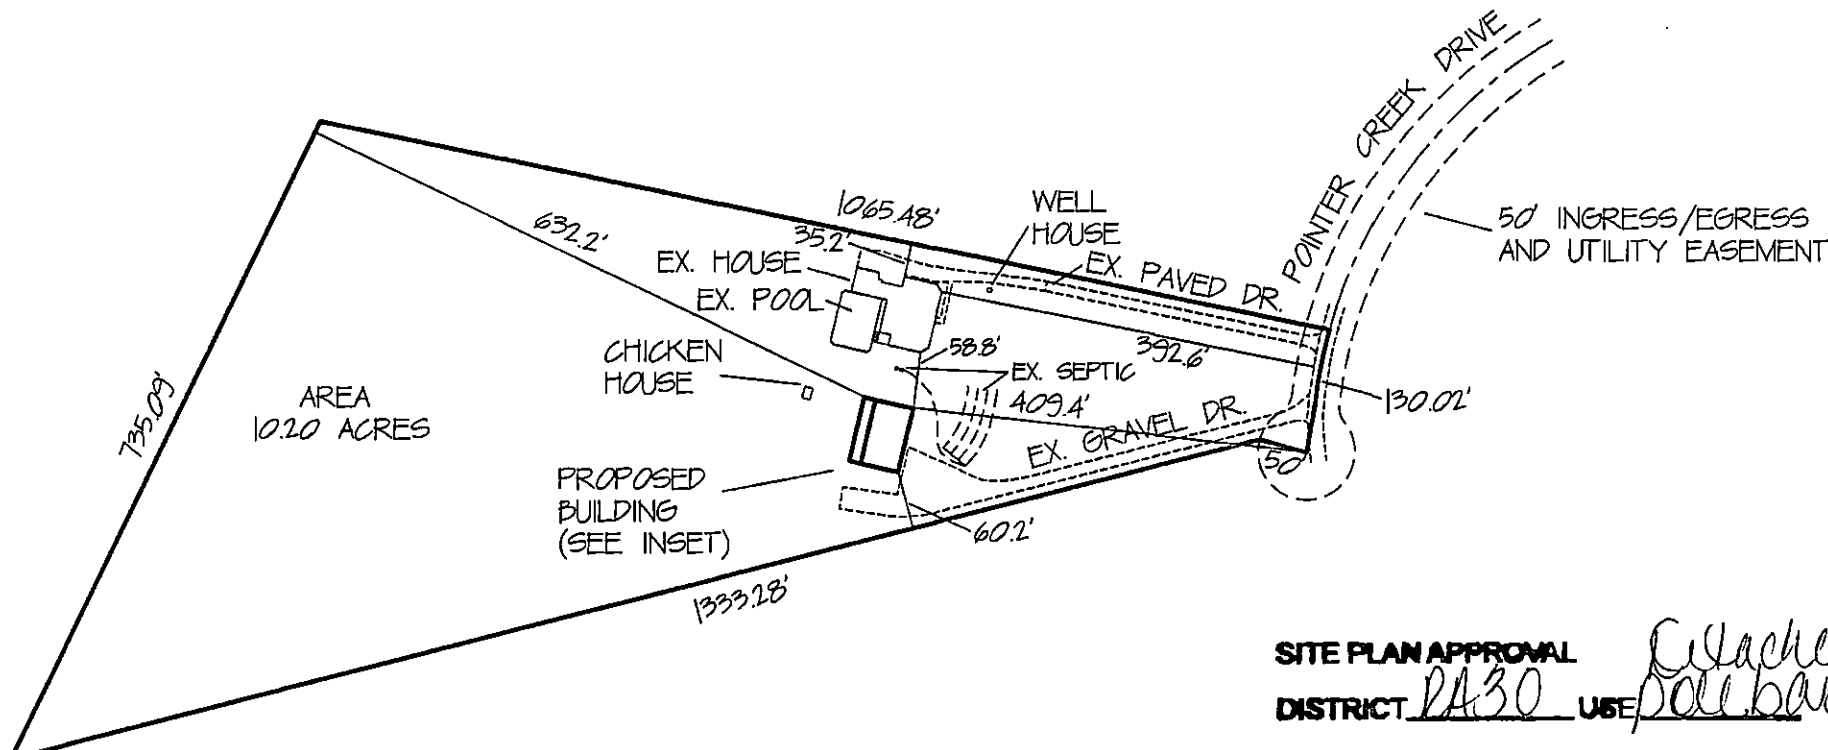 POINTER CREEK DRIVE
50' INGRESS/EGRESS
AND UTILITY EASEMENT
1065.48'
WELL
HOUSE
632.2'
35.2'
EX. HOUSE
EX. PAVED DR.
EX. POOL
CHICKEN
HOUSE
58.8'
392.6'
EX. SEPTIC
409.4'
130.02'
735.09'
AREA
10.20 ACRES
EX. GRAVEL DR.
50'
PROPOSED
BUILDING
(SEE INSET)
60.2'
1333.28'
SITE PLAN APPROVAL
DISTRICT RA30 USE